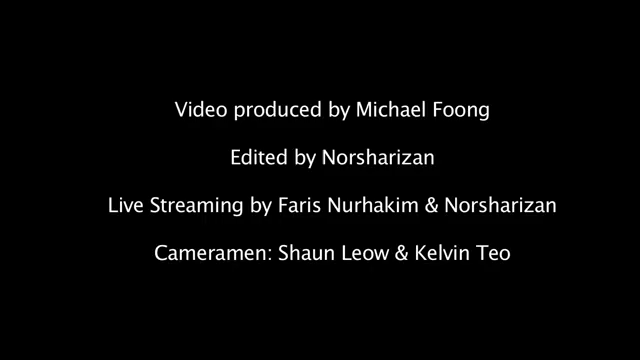 Video produced by Michael Foong
Edited by Norsharizan
Live Streaming by Faris Nurhakim & Norsharizan
Cameramen: Shaun Leow & Kelvin Teo